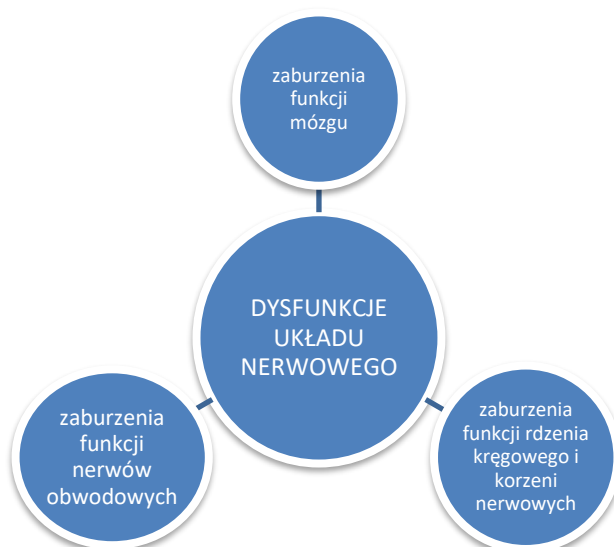 zaburzenia
funkcji
mózgu
DYSFUNKCJE
UKŁADU
NERWOWEGO
zaburzenia
funkcji
nerwów
obwodowych
zaburzenia
funkcji rdzenia
kręgowego i
korzeni
nerwowych